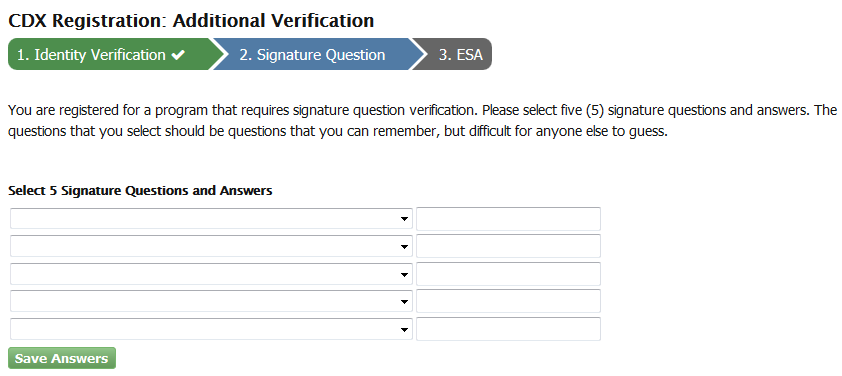 CDX Registration: Additional Verification
1. Identity Verification ✔ 2. Signature Question 3. ESA
You are registered for a program that requires signature question verification. Please select five (5) signature questions and answers. The
questions that you select should be questions that you can remember, but difficult for anyone else to guess.
Select 5 Signature Questions and Answers
Save Answers